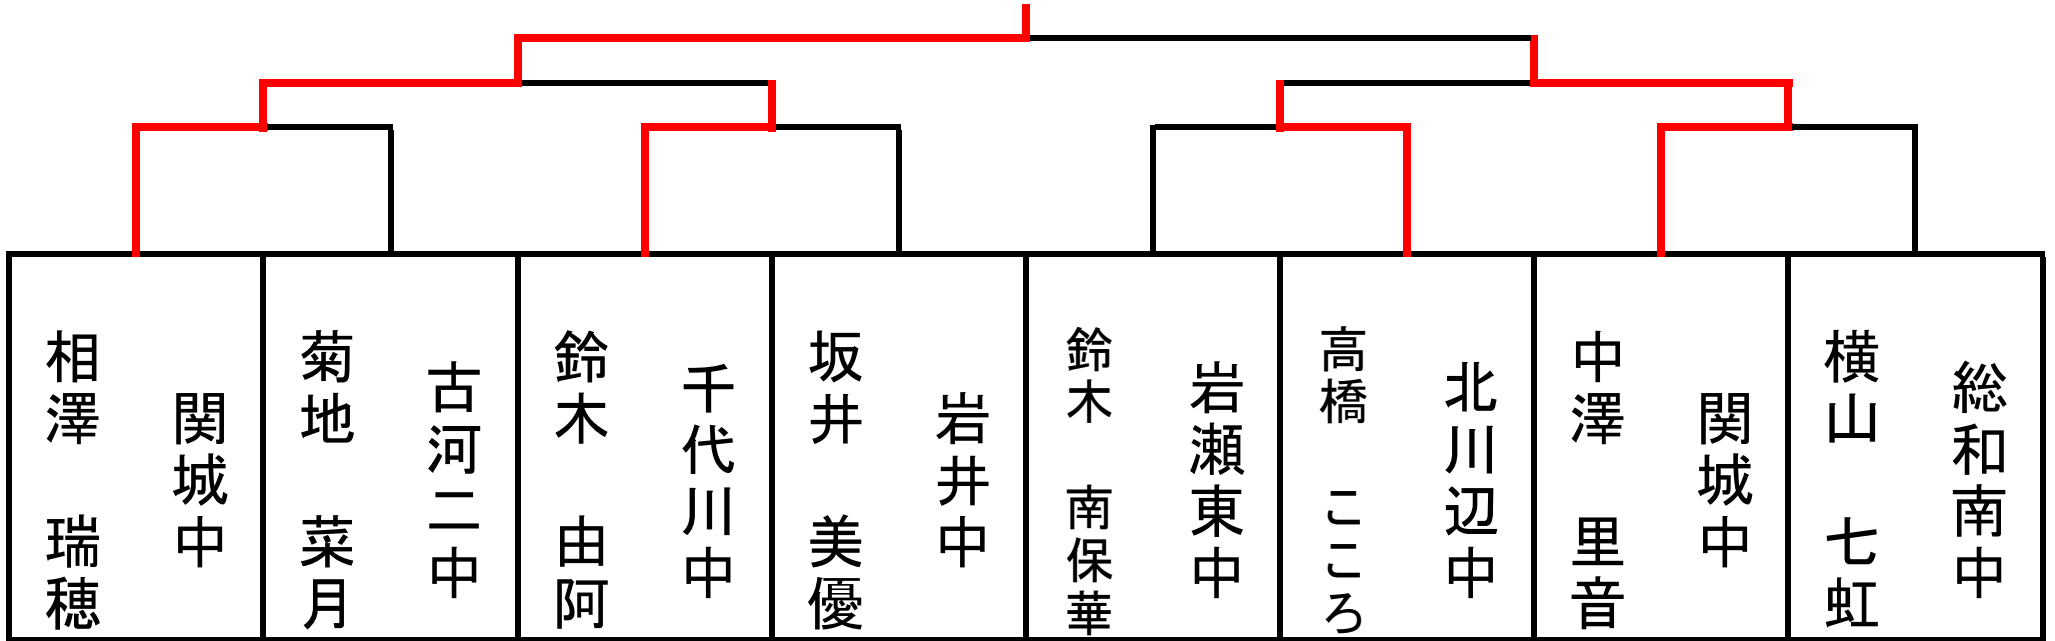 相澤　瑞穂
関城中
菊地　菜月
古河二中
鈴木　由阿
千代川中
坂井　美優
岩井中
鈴木　南保華
岩瀬東中
高橋　こころ
北川辺中
中澤　里音
関城中
横山　七虹
総和南中